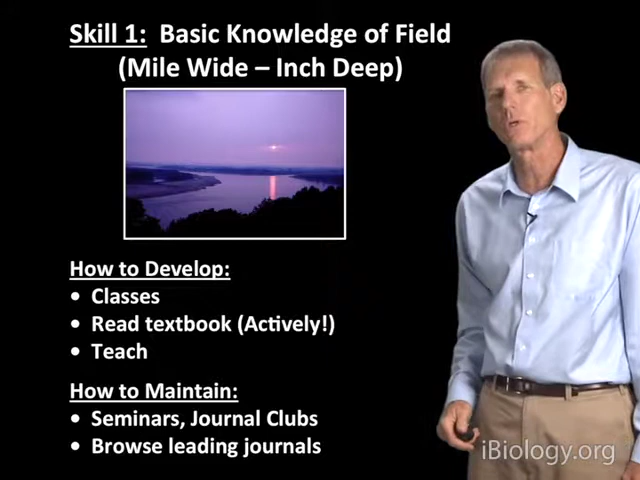 Skill 1: Basic Knowledge of Field
(Mile Wide – Inch Deep)
How to Develop:
• Classes
• Read textbook (Actively!)
• Teach
How to Maintain:
• Seminars, Journal Clubs
• Browse leading journals
iBiology.org